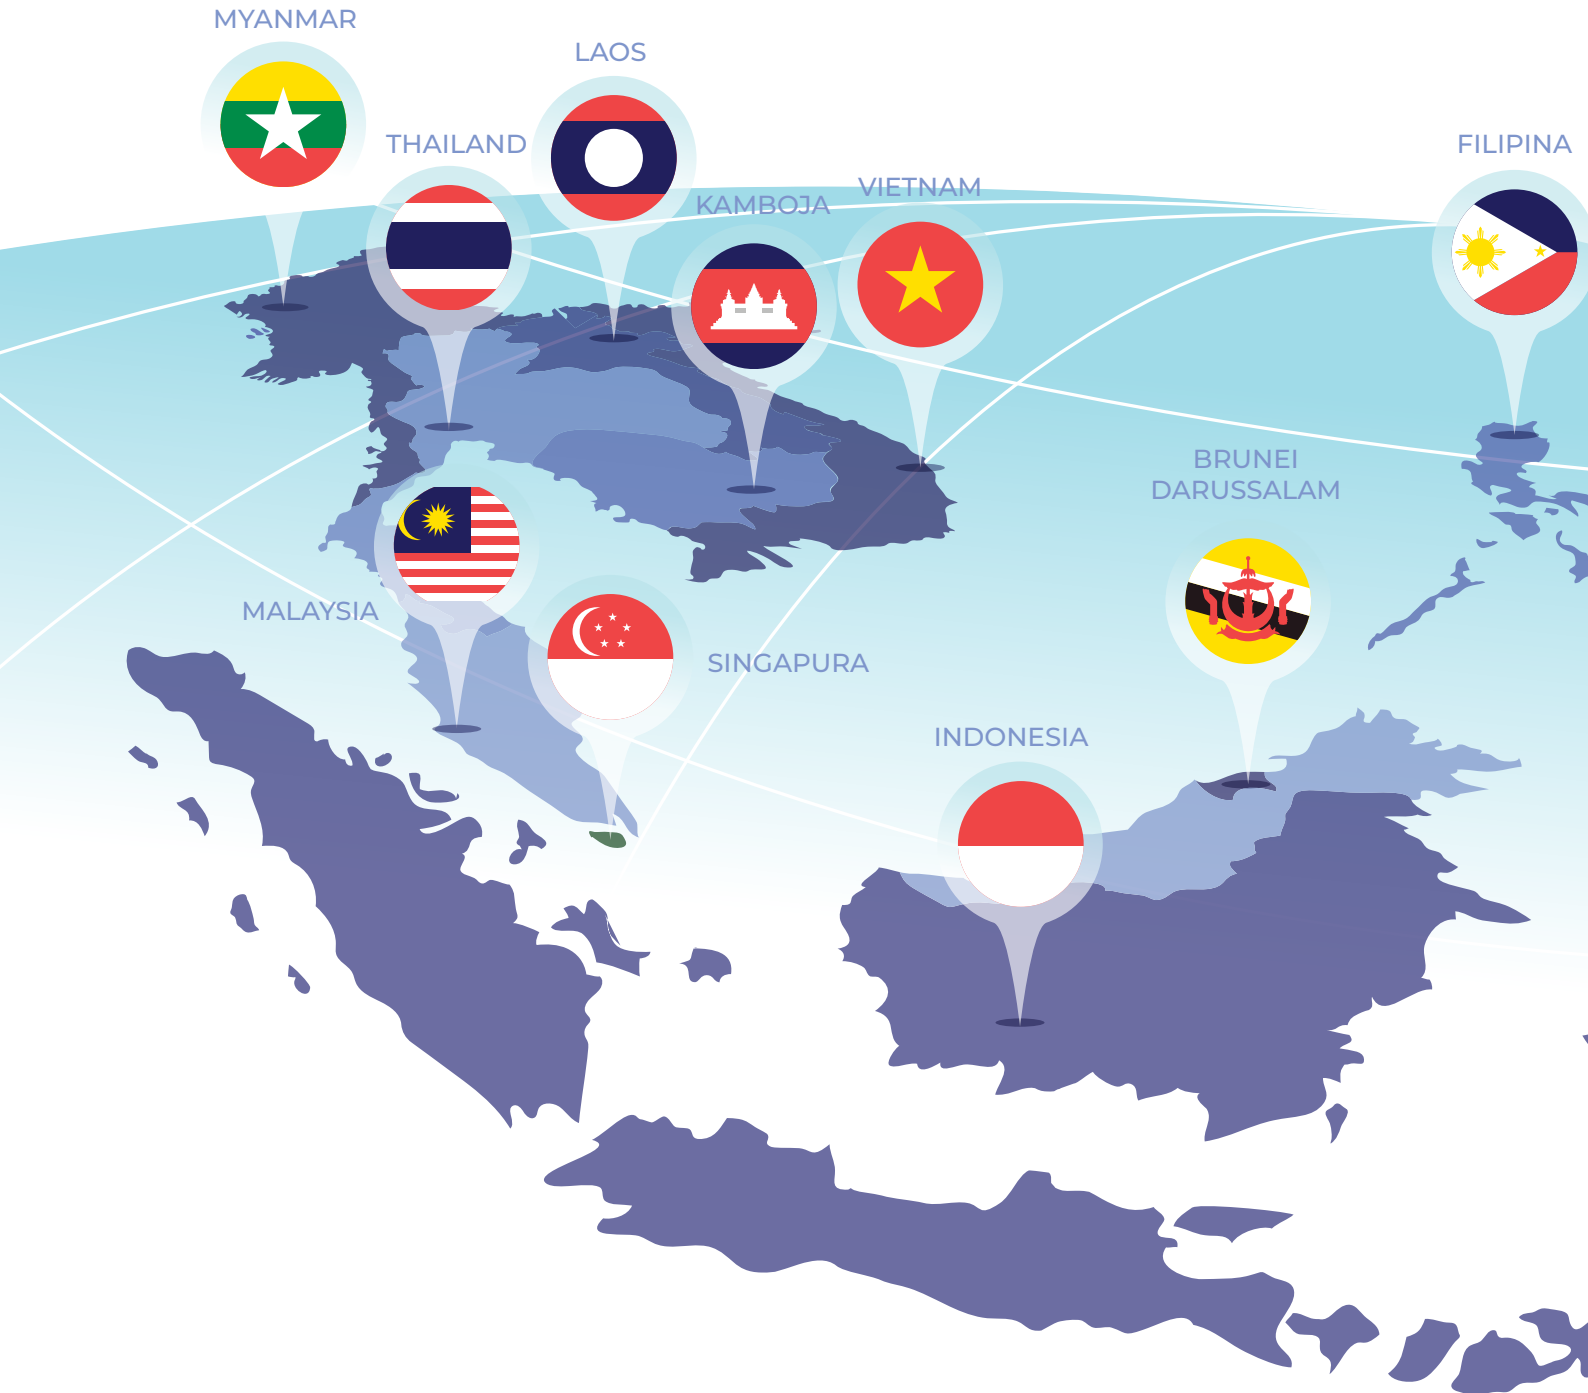 MYANMAR
LAOS
THAILAND
FILIPINA
VIETNAM
KAMBOJA
BRUNEI
DARUSSALAM
MALAYSIA
SINGAPURA
INDONESIA